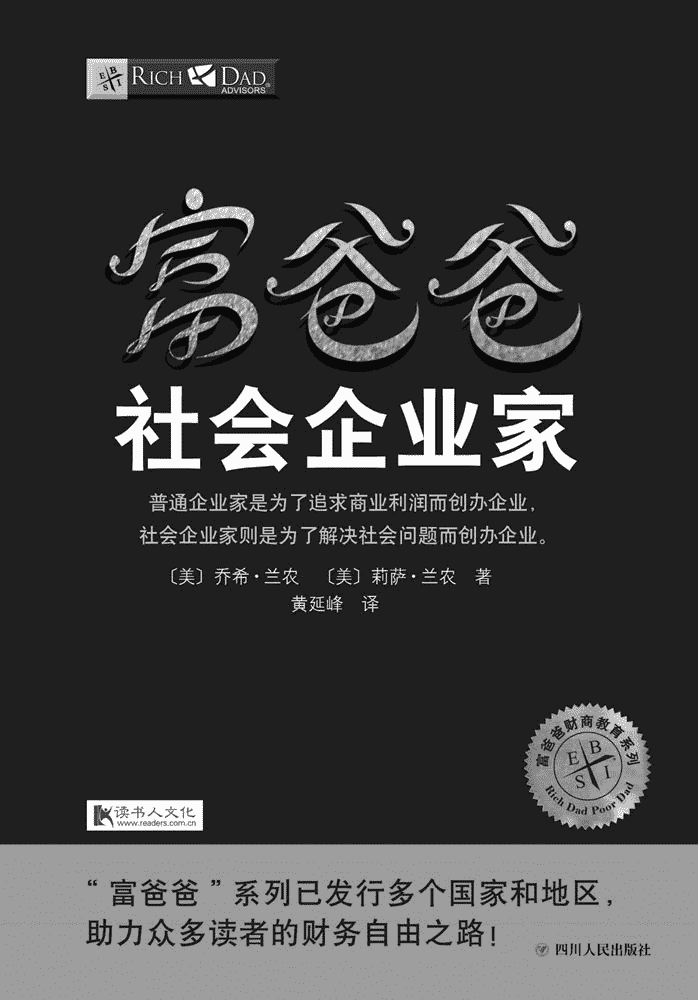 E B S I RICH DAD
ADVISORS
富爸爸
社会企业家
普通企业家是为了追求商业利润而创办企业，
社会企业家则是为了解决社会问题而创办企业。
〔美〕乔希·兰农 〔美〕莉萨·兰农 著
黄延峰 译
富爸爸财商教育系列
E B
S I
Rich Dad Poor Dad
读书人文化
www.readers.com.cn
“富爸爸”系列已发行多个国家和地区，
助力众多读者的财务自由之路！
四川人民出版社